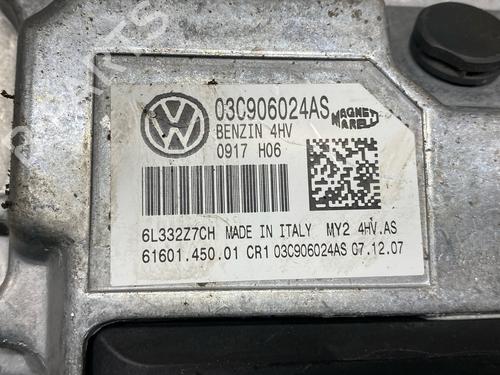 03C906024AS
MAGNETI
MARELLI
BENZIN 4HV
0917 H06
6L332Z7CH MADE IN ITALY MY2 4HV.AS
61601.450.01 CR1 03C906024AS 07.12.07